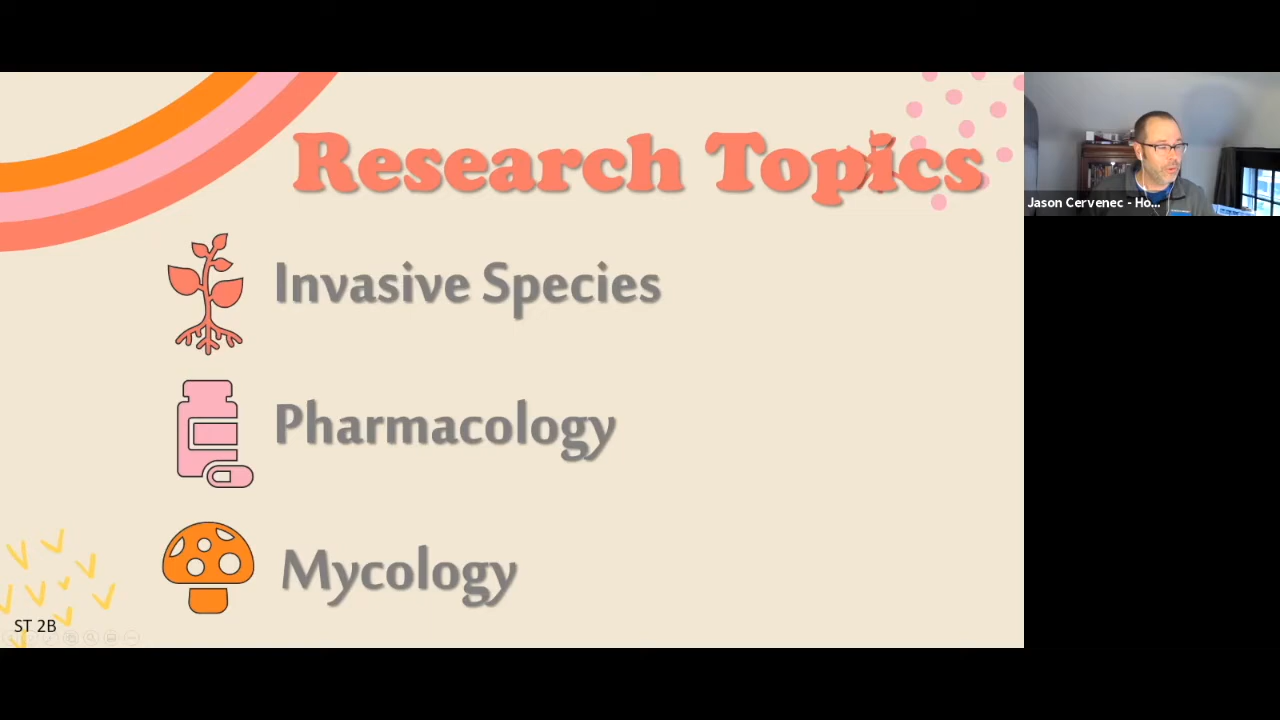 Research Topics
Jason Cervenec - Ho...
Invasive Species
Pharmacology
Mycology
ST 2B